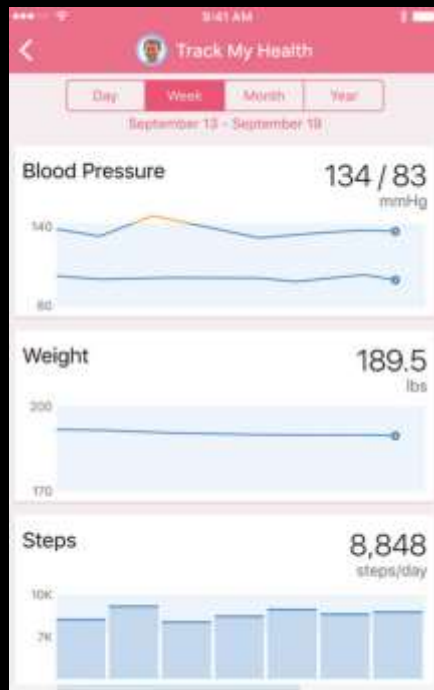 9:41 AM
Track My Health
Day Week Month Year
September 13 - September 19
Blood Pressure 134 / 83
mmHg
140
80
Weight 189.5
lbs
200
170
Steps 8,848
steps/day
10K
7K